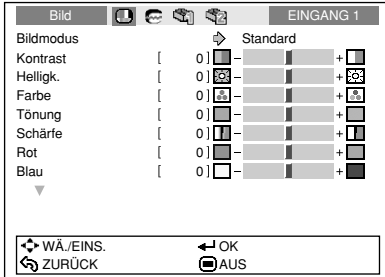 Bild EINGANG 1
Bildmodus Standard
Kontrast [ 0 ] – +
Helligk. [ 0 ] – +
Farbe [ 0 ] – +
Tönung [ 0 ] – +
Schärfe [ 0 ] – +
Rot [ 0 ] – +
Blau [ 0 ] – +
WÄ./EINS. OK
ZURÜCK AUS